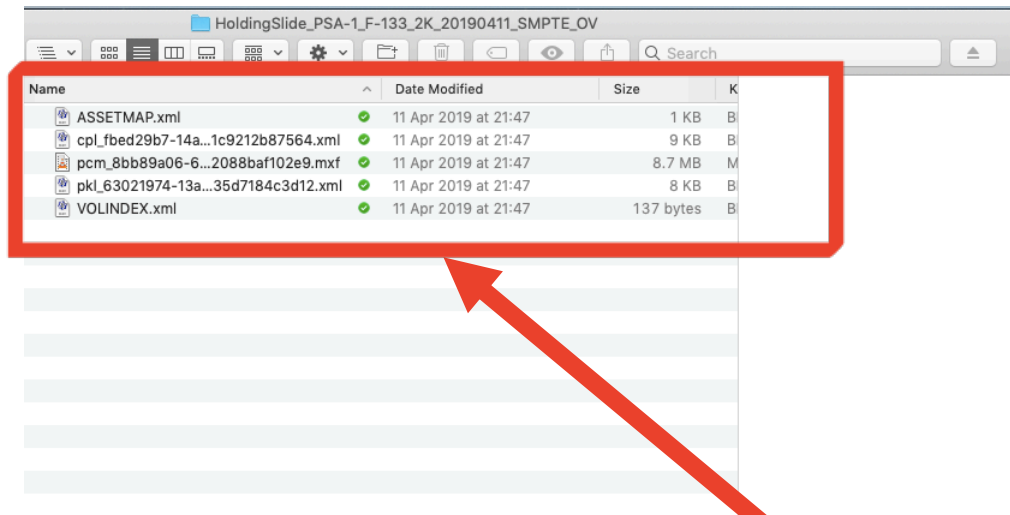 HoldingSlide_PSA-1_F-133_2K_20190411_SMPTE_OV
Search
Name Date Modified Size K
ASSETMAP.xml 11 Apr 2019 at 21:47 1 KB B
cpl_fbed29b7-14a...1c9212b87564.xml 11 Apr 2019 at 21:47 9 KB B
pcm_8bb89a06-6...2088baf102e9.mxf 11 Apr 2019 at 21:47 8.7 MB M
pkl_63021974-13a...35d7184c3d12.xml 11 Apr 2019 at 21:47 8 KB B
VOLINDEX.xml 11 Apr 2019 at 21:47 137 bytes B